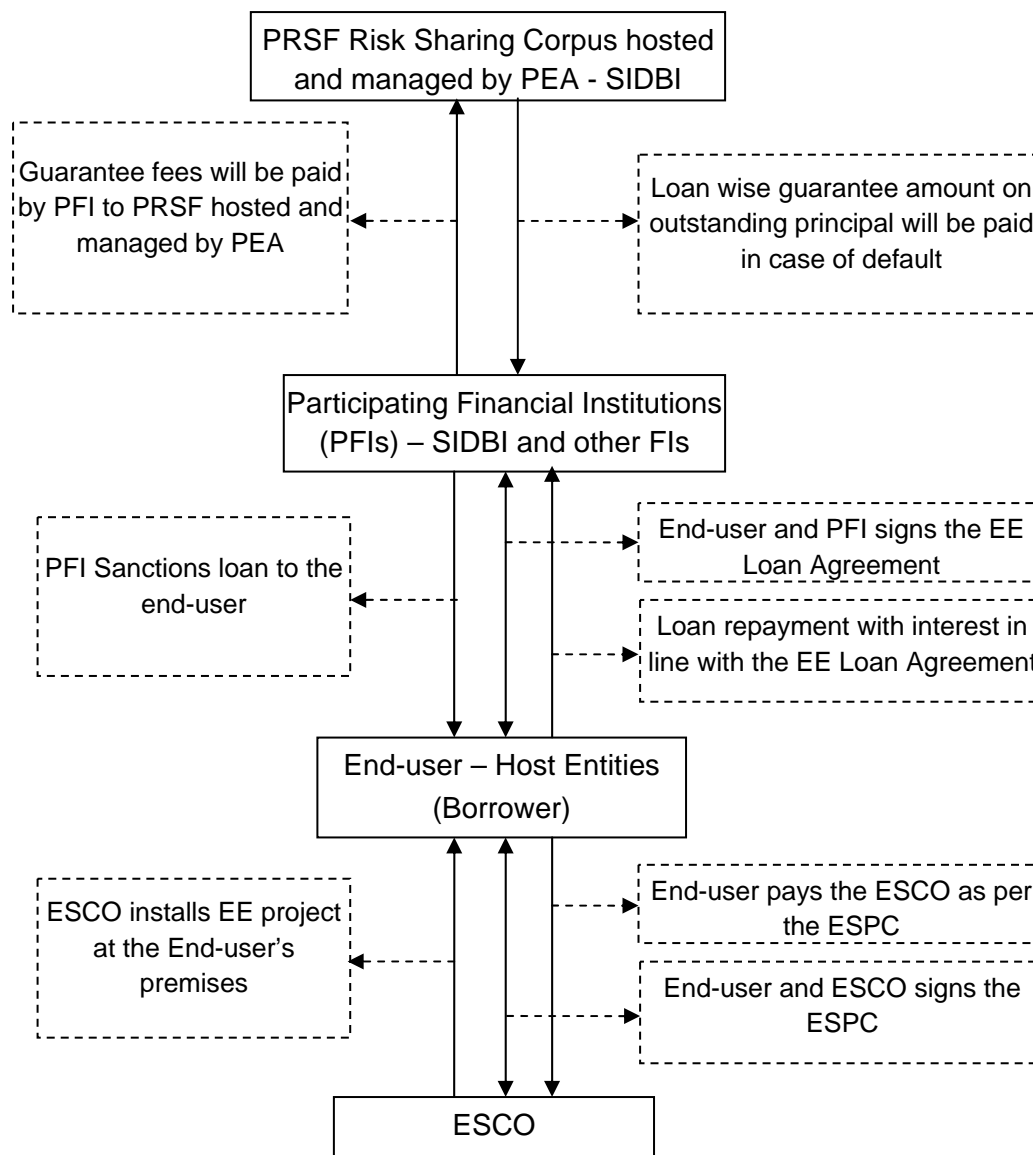 PRSF Risk Sharing Corpus hosted
and managed by PEA - SIDBI
Guarantee fees will be paid
by PFI to PRSF hosted and
managed by PEA
Loan wise guarantee amount on
outstanding principal will be paid
in case of default
Participating Financial Institutions
(PFIs) – SIDBI and other FIs
PFI Sanctions loan to the
end-user
End-user and PFI signs the EE
Loan Agreement
Loan repayment with interest in
line with the EE Loan Agreement
End-user – Host Entities
(Borrower)
ESCO installs EE project
at the End-user's
premises
End-user pays the ESCO as per
the ESPC
End-user and ESCO signs the
ESPC
ESCO